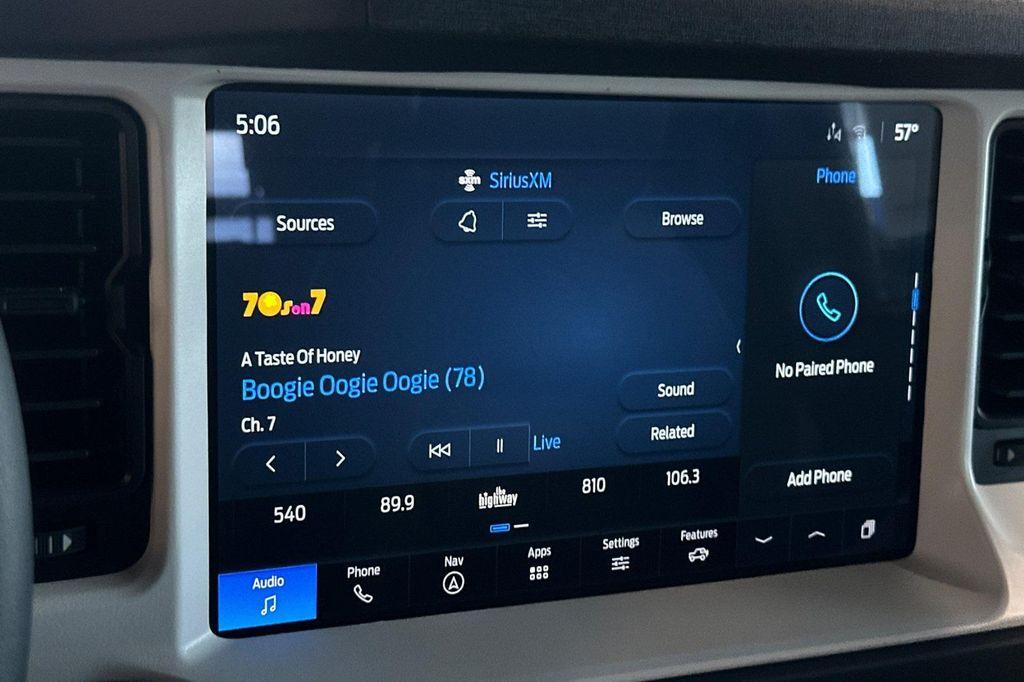 5:06
57°
sxm SiriusXM
Phone
Sources
Browse
70s on 7
A Taste Of Honey
Boogie Oogie Oogie (78)
Ch. 7
Live
Sound
Related
No Paired Phone
Add Phone
540
89.9
the highway
810
106.3
Audio
Phone
Nav
Apps
Settings
Features